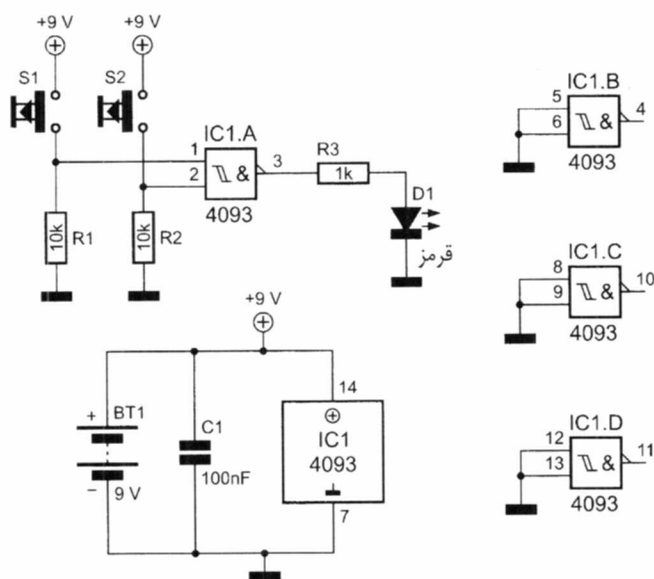 +9 V
+9 V
S1
S2
IC1.A
1
2
&
3
4093
R3
1k
D1
قرمز
10k
R1
10k
R2
IC1.B
5
6
&
4
4093
IC1.C
8
9
&
10
4093
IC1.D
12
13
&
11
4093
+9 V
+
BT1
–
9 V
C1
100nF
14
+
IC1
4093
7